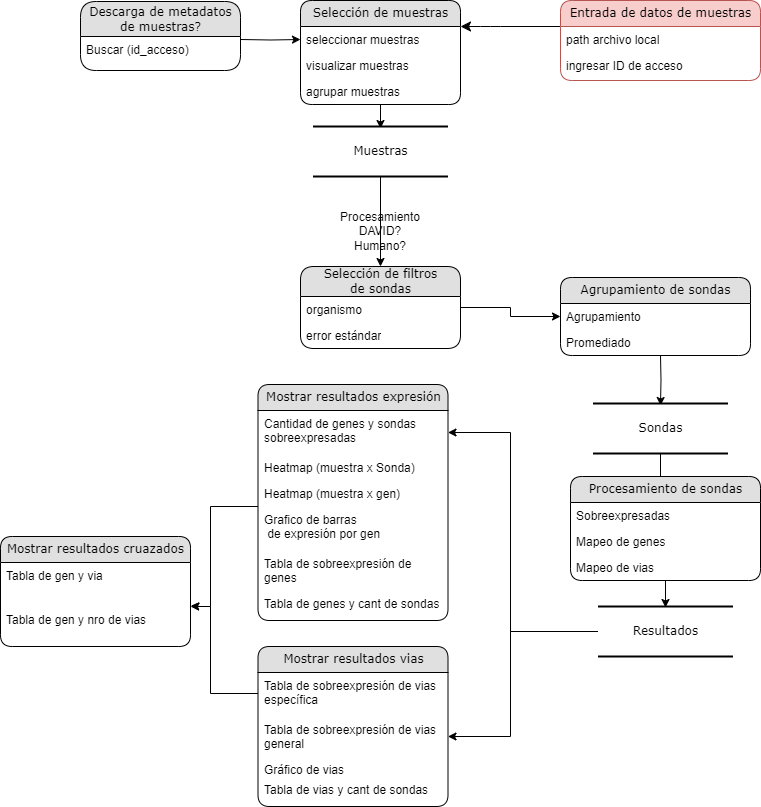 Descarga de metadatos
de muestras?
Buscar (id_acceso)
Selección de muestras
seleccionar muestras
visualizar muestras
agrupar muestras
Entrada de datos de muestras
path archivo local
ingresar ID de acceso
Muestras
Procesamiento
DAVID?
Humano?
Selección de filtros
de sondas
organismo
error estándar
Agrupamiento de sondas
Agrupamiento
Promediado
Sondas
Procesamiento de sondas
Sobreexpresadas
Mapeo de genes
Mapeo de vias
Resultados
Mostrar resultados expresión
Cantidad de genes y sondas
sobreexpresadas
Heatmap (muestra x Sonda)
Heatmap (muestra x gen)
Grafico de barras
de expresión por gen
Tabla de sobreexpresión de
genes
Tabla de genes y cant de sondas
Mostrar resultados cruazados
Tabla de gen y via
Tabla de gen y nro de vias
Mostrar resultados vias
Tabla de sobreexpresión de vias
específica
Tabla de sobreexpresión de vias
general
Gráfico de vias
Tabla de vias y cant de sondas